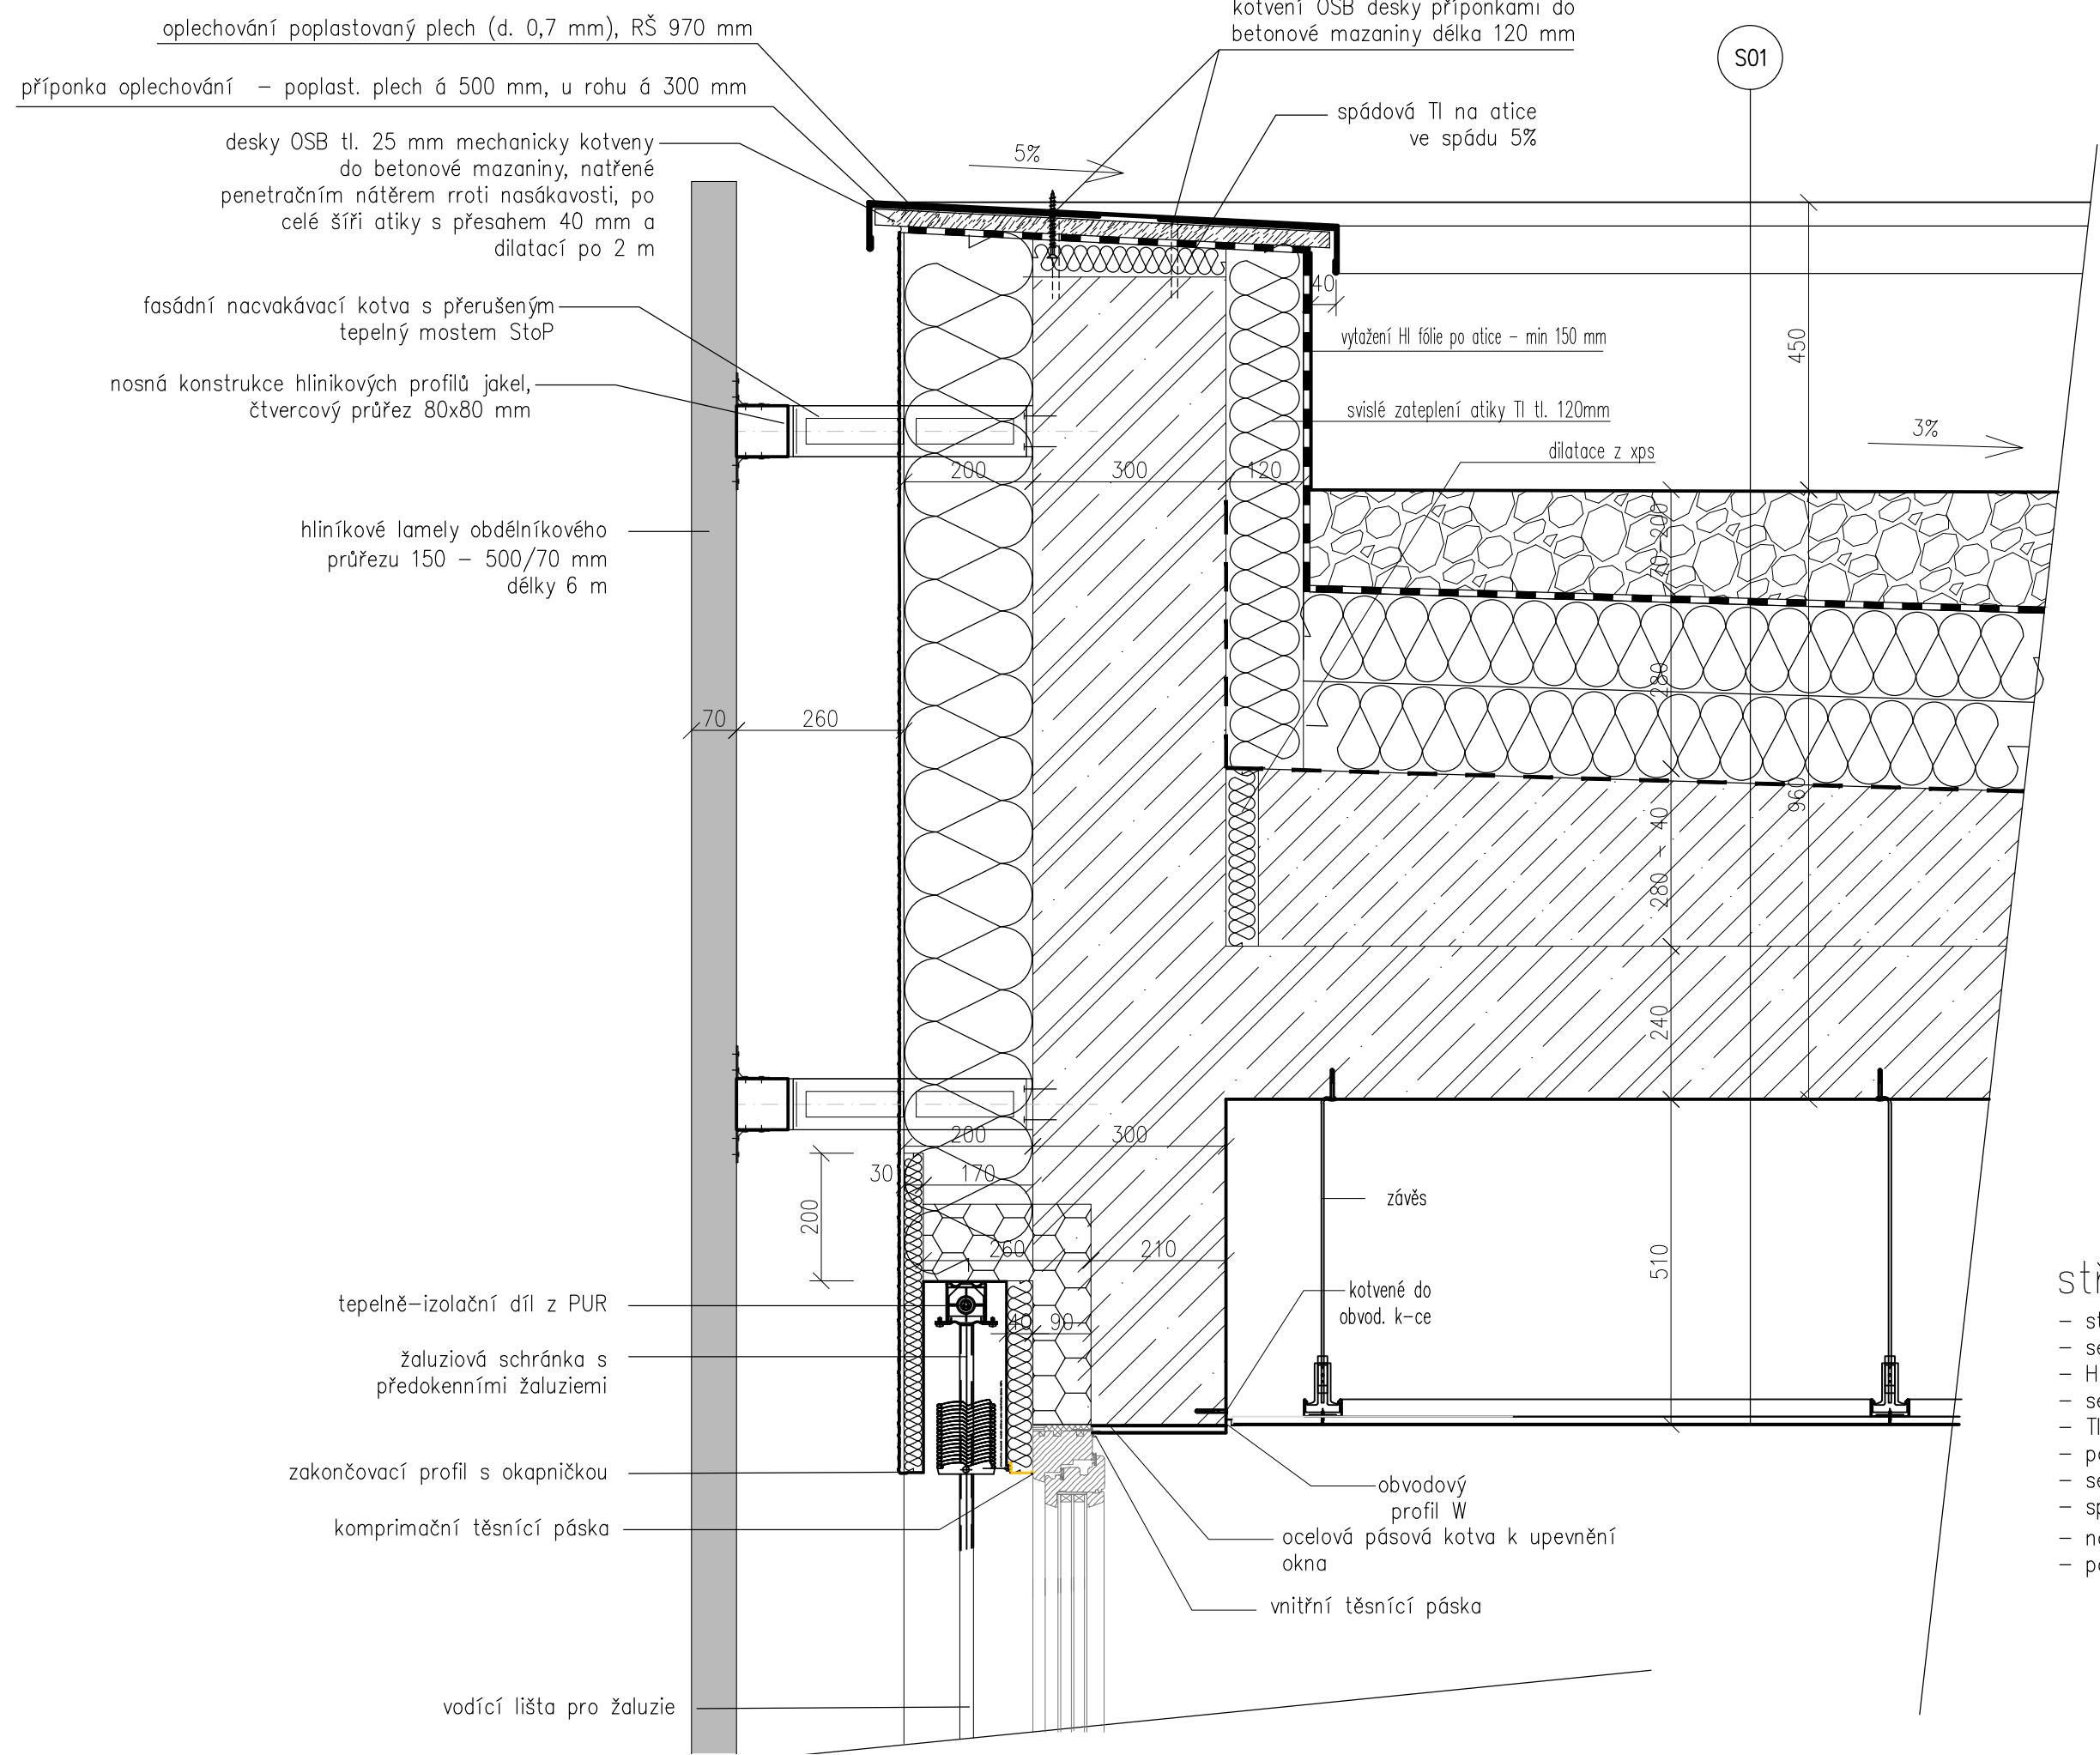 oplechování poplastovaný plech (d. 0,7 mm), RŠ 970 mm
příponka oplechování – poplast. plech á 500 mm, u rohu á 300 mm
desky OSB tl. 25 mm mechanicky kotveny
do betonové mazaniny, natřené
penetračním nátěrem rroti nasákavosti, po
celé šíři atiky s přesahem 40 mm a
dilatací po 2 m
fasádní nacvakávací kotva s přerušeným
tepelný mostem StoP
nosná konstrukce hlinikových profilů jakel,
čtvercový průřez 80x80 mm
hliníkové lamely obdélníkového
průřezu 150 – 500/70 mm
délky 6 m
kotvení OSB desky příponkami do
betonové mazaniny délka 120 mm
S01
spádová TI na atice
ve spádu 5%
5%
40
vytažení HI fólie po atice – min 150 mm
450
svislé zateplení atiky TI tl. 120mm
3%
dilatace z xps
200
300
120
70–200
280
70
260
960
280 – 40
240
200
300
30
170
200
260
210
závěs
510
kotvené do
obvod. k–ce
40
90
tepelně–izolační díl z PUR
žaluziová schránka s
předokenními žaluziemi
zakončovací profil s okapničkou
komprimační těsnící páska
obvodový
profil W
ocelová pásová kotva k upevnění
okna
vnitřní těsnící páska
vodící lišta pro žaluzie